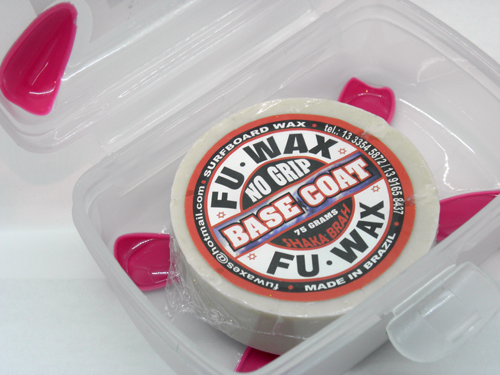 SURFBOARD WAX
tel.: 13 3354 5872 / 13 9165 8437
FU·WAX
NO GRIP
BASE COAT
75 GRAMS
SHAKA BRAH
FU·WAX
fuwaxes@hotmail.com
MADE IN BRAZIL